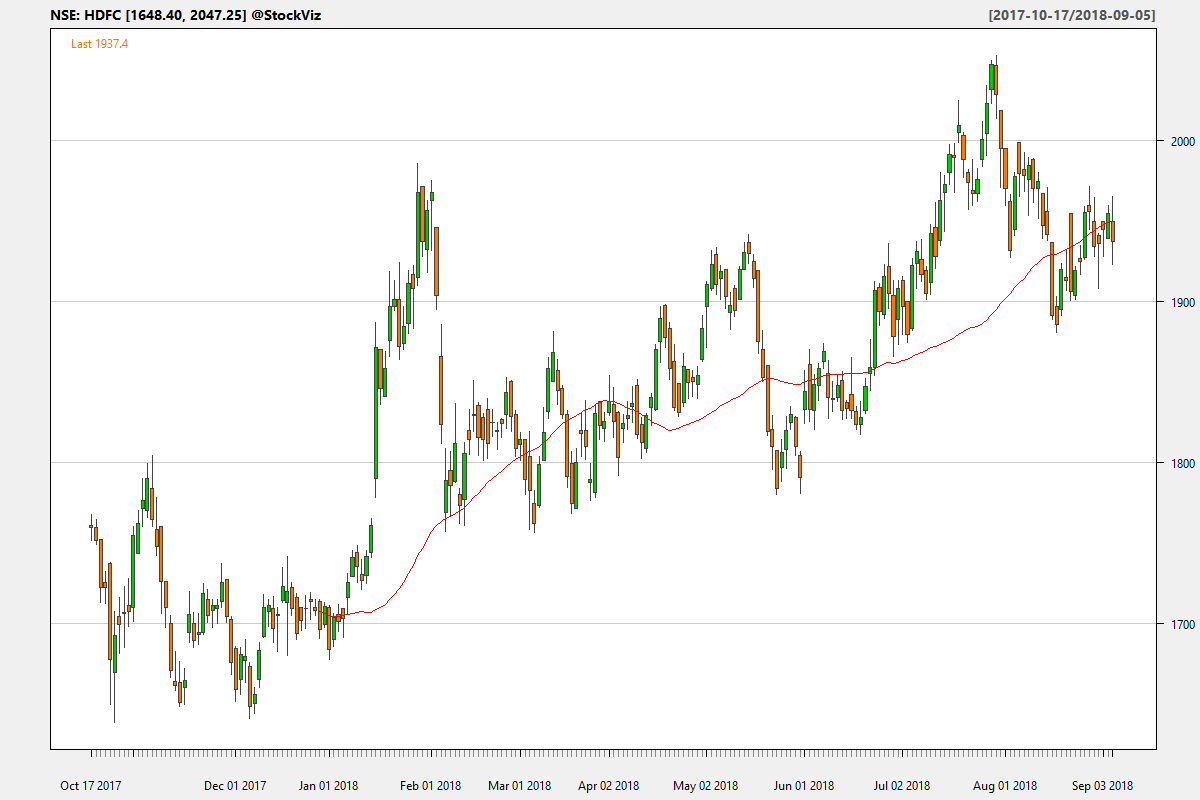 NSE: HDFC [1648.40, 2047.25] @StockViz [2017-10-17/2018-09-05]
Last 1937.4
2000
1900
1800
1700
Oct 17 2017 Dec 01 2017 Jan 01 2018 Feb 01 2018 Mar 01 2018 Apr 02 2018 May 02 2018 Jun 01 2018 Jul 02 2018 Aug 01 2018 Sep 03 2018